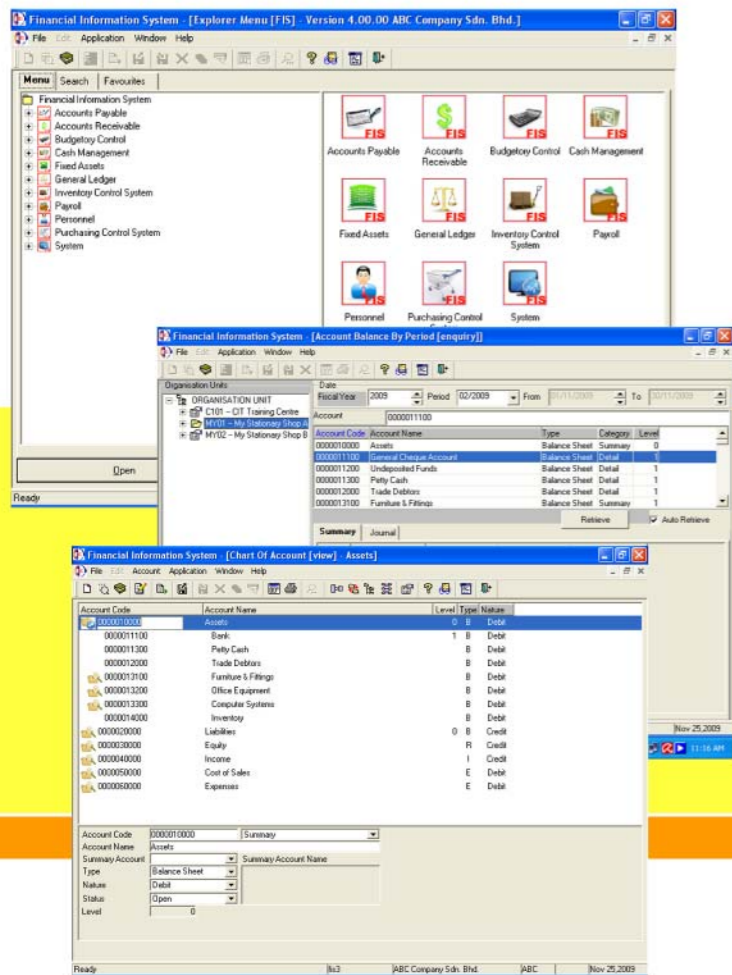 Financial Information System - [Explorer Menu [FIS] - Version 4.00.00 ABC Company Sdn. Bhd.]
File Edit Application Window Help
Menu Search Favourites
Financial Information System
Accounts Payable
Accounts Receivable
Budgetory Control
Cash Management
Fixed Assets
General Ledger
Inventory Control System
Payroll
Personnel
Purchasing Control System
System
FIS FIS FIS FIS
Accounts Payable Accounts Receivable Budgetory Control Cash Management
FIS FIS FIS FIS
Fixed Assets General Ledger Inventory Control System Payroll
FIS FIS FIS
Personnel Purchasing Control System
Open
Ready
Financial Information System - [Account Balance By Period [enquiry]]
File Edit Application Window Help
Organisation Units
ORGANISATION UNIT
C101 - CIT Training Centre
MY01 - My Stationary Shop A
MY02 - My Stationary Shop B
Date
Fiscal Year 2009 Period 02/2009 From 01/11/2009 To 30/11/2009
Account 0000011100
Account Code Account Name Type Category Level
0000010000 Assets Balance Sheet Summary 0
0000011100 General Cheque Account Balance Sheet Detail 1
0000011200 Undeposited Funds Balance Sheet Detail 1
0000011300 Petty Cash Balance Sheet Detail 1
0000012000 Trade Debtors Balance Sheet Detail 1
0000013100 Furniture & Fittings Balance Sheet Summary 1
Retrieve Auto Retrieve
Summary Journal
Nov 25,2009
11:16 AM
Financial Information System - [Chart Of Account [view] - Assets]
File Edit Account Application Window Help
Account Code Account Name Level Type Nature
0000010000 Assets 0 B Debit
0000011100 Bank 1 B Debit
0000011300 Petty Cash B Debit
0000012000 Trade Debtors B Debit
0000013100 Furniture & Fittings B Debit
0000013200 Office Equipment B Debit
0000013300 Computer Systems B Debit
0000014000 Inventory B Debit
0000020000 Liabilities 0 B Credit
0000030000 Equity R Credit
0000040000 Income I Credit
0000050000 Cost of Sales E Debit
0000060000 Expenses E Debit
Account Code 0000010000 Summary
Account Name Assets
Summary Account Summary Account Name
Type Balance Sheet
Nature Debit
Status Open
Level 0
Ready fis3 ABC Company Sdn. Bhd. ABC Nov 25,2009